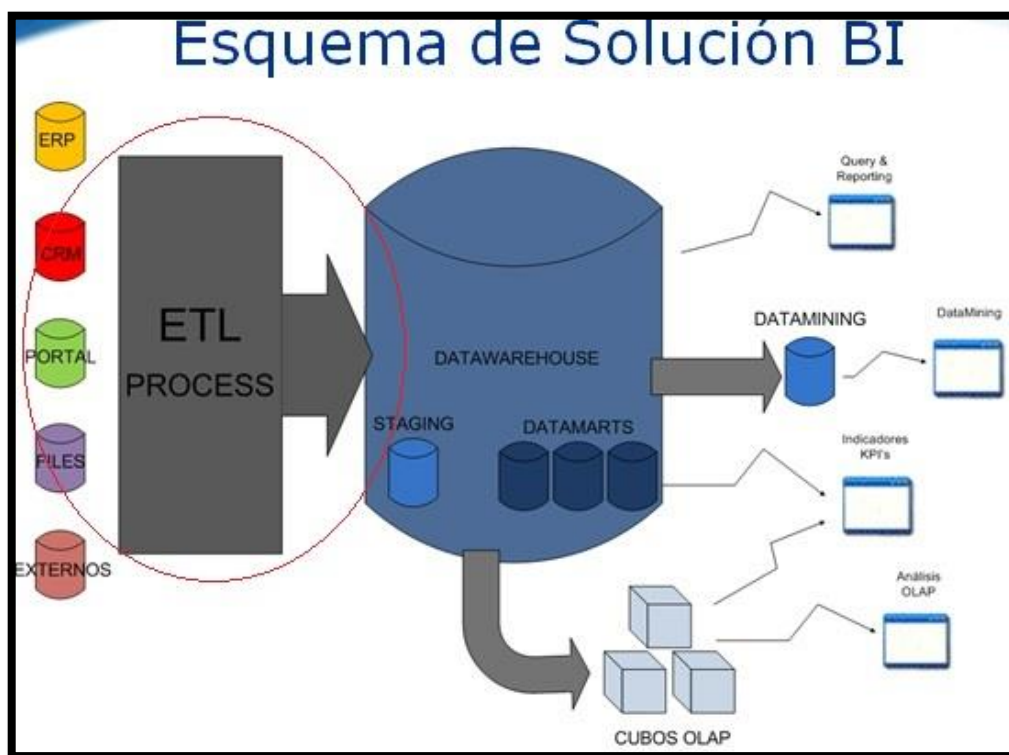 Esquema de Solución BI
ERP
CRM
PORTAL
FILES
EXTERNOS
ETL
PROCESS
DATAWAREHOUSE
STAGING
DATAMARTS
Query &
Reporting
DATAMINING
DataMining
Indicadores
KPI's
Análisis
OLAP
CUBOS OLAP